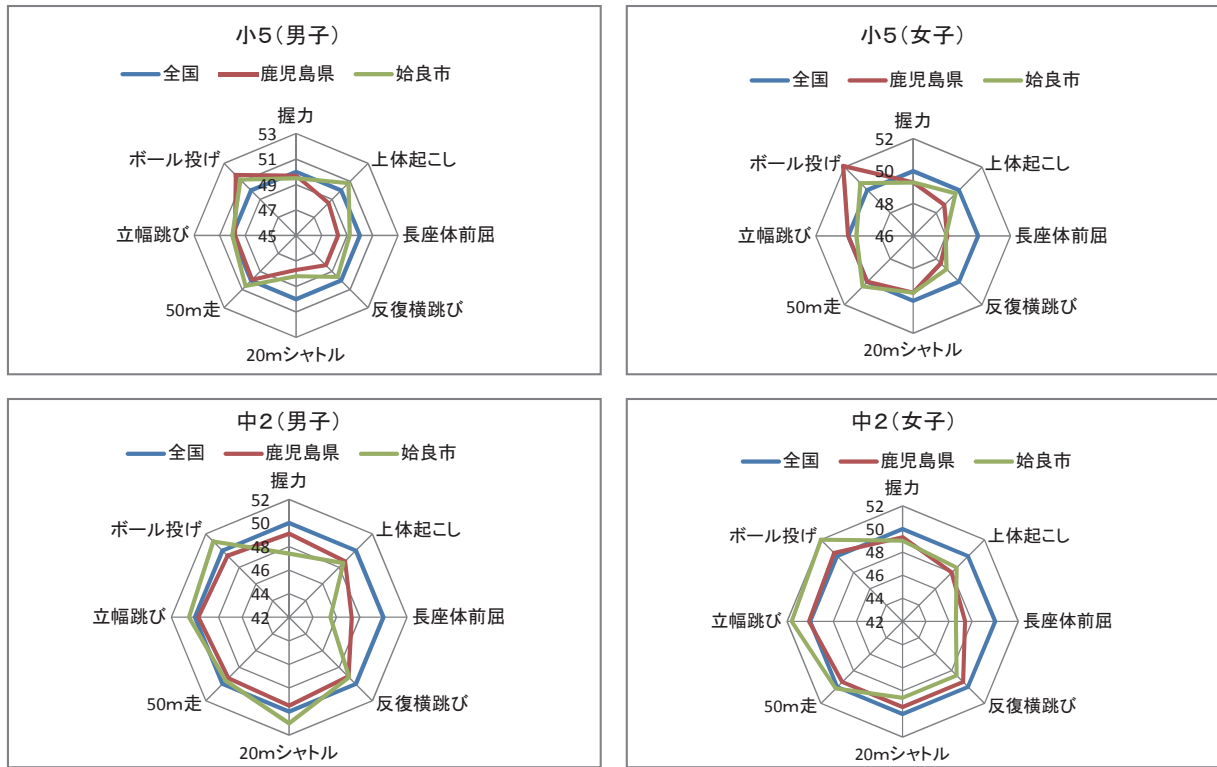 小5(男子)
全国 鹿児島県 姶良市
握力
53
上体起こし
51
ボール投げ
49
47
立幅跳び
45
長座体前屈
50m走
反復横跳び
20mシャトル
小5(女子)
全国 鹿児島県 姶良市
握力
52
上体起こし
ボール投げ
50
48
立幅跳び
46
長座体前屈
50m走
反復横跳び
20mシャトル
中2(男子)
全国 鹿児島県 姶良市
握力
52
ボール投げ
50
上体起こし
48
46
44
立幅跳び
42
長座体前屈
50m走
反復横跳び
20mシャトル
中2(女子)
全国 鹿児島県 姶良市
握力
52
ボール投げ
50
上体起こし
48
46
44
立幅跳び
42
長座体前屈
50m走
反復横跳び
20mシャトル